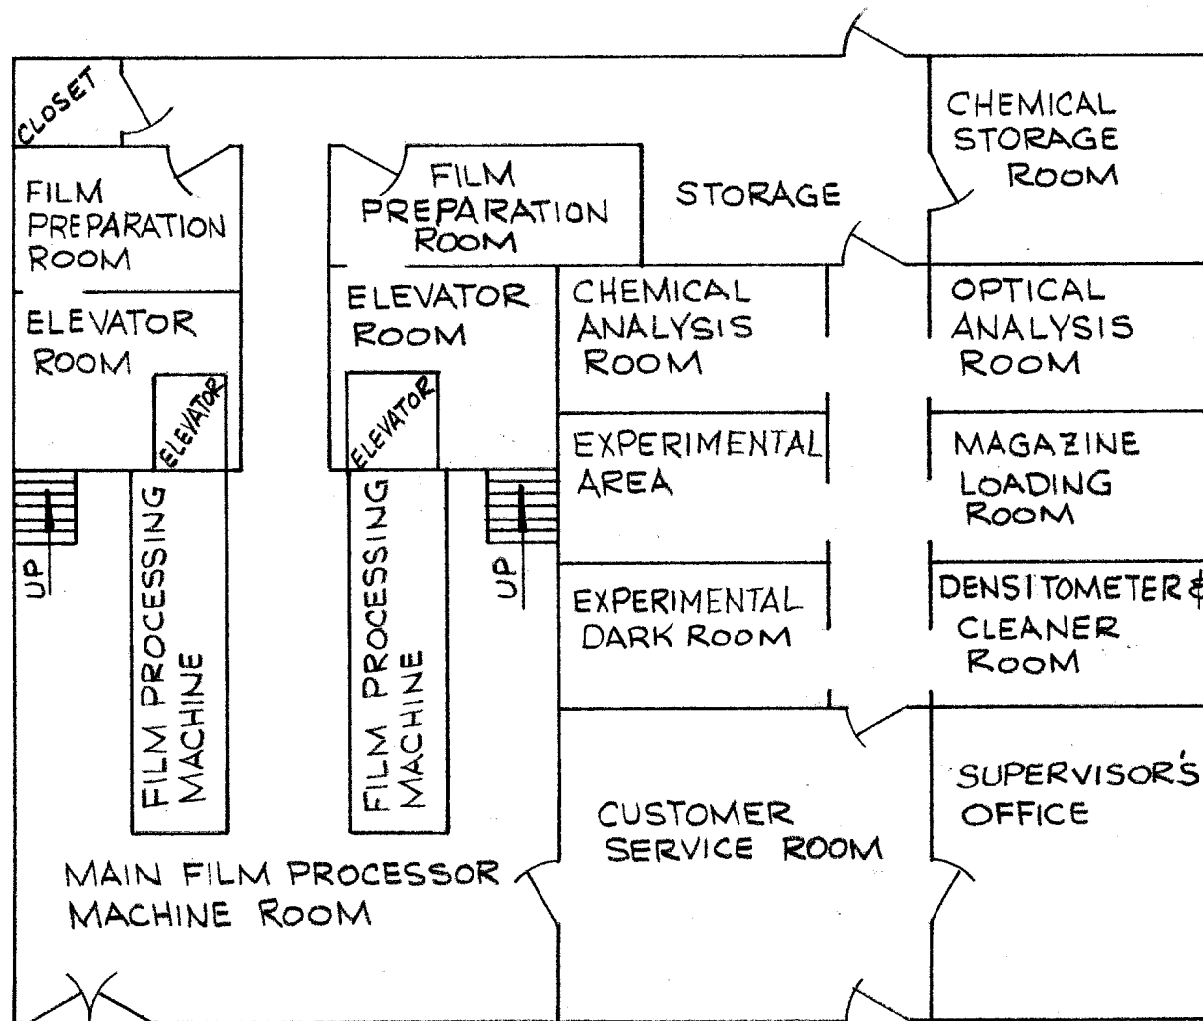 CLOSET
FILM
PREPARATION
ROOM
FILM
PREPARATION
ROOM
STORAGE
CHEMICAL
STORAGE
ROOM
ELEVATOR
ROOM
ELEVATOR
ROOM
CHEMICAL
ANALYSIS
ROOM
OPTICAL
ANALYSIS
ROOM
ELEVATOR
ELEVATOR
EXPERIMENTAL
AREA
MAGAZINE
LOADING
ROOM
UP
FILM PROCESSING
MACHINE
FILM PROCESSING
MACHINE
UP
EXPERIMENTAL
DARK ROOM
DENSITOMETER &
CLEANER
ROOM
CUSTOMER
SERVICE ROOM
SUPERVISOR'S
OFFICE
MAIN FILM PROCESSOR
MACHINE ROOM